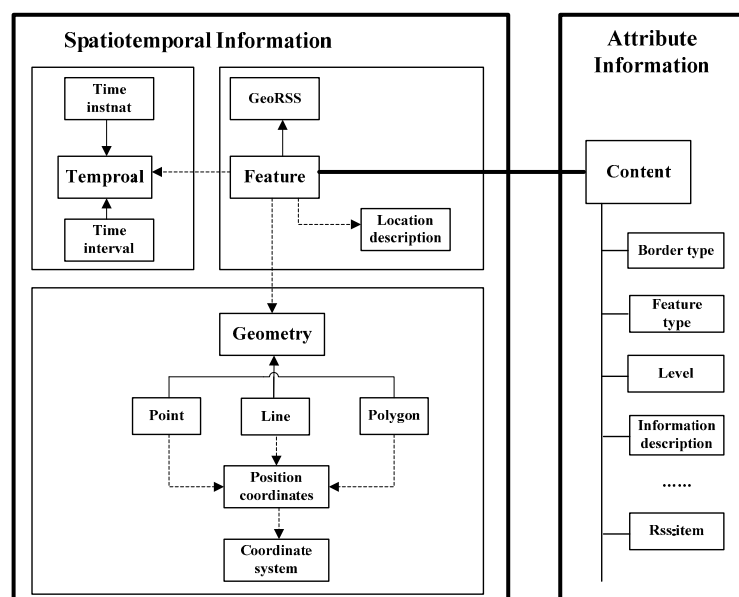 Spatiotemporal Information
Attribute
Information
Time
instnat
GeoRSS
Temproal
Feature
Content
Time
interval
Location
description
Border type
Geometry
Feature
type
Level
Point
Line
Polygon
Information
description
Position
coordinates
......
Rss:item
Coordinate
system